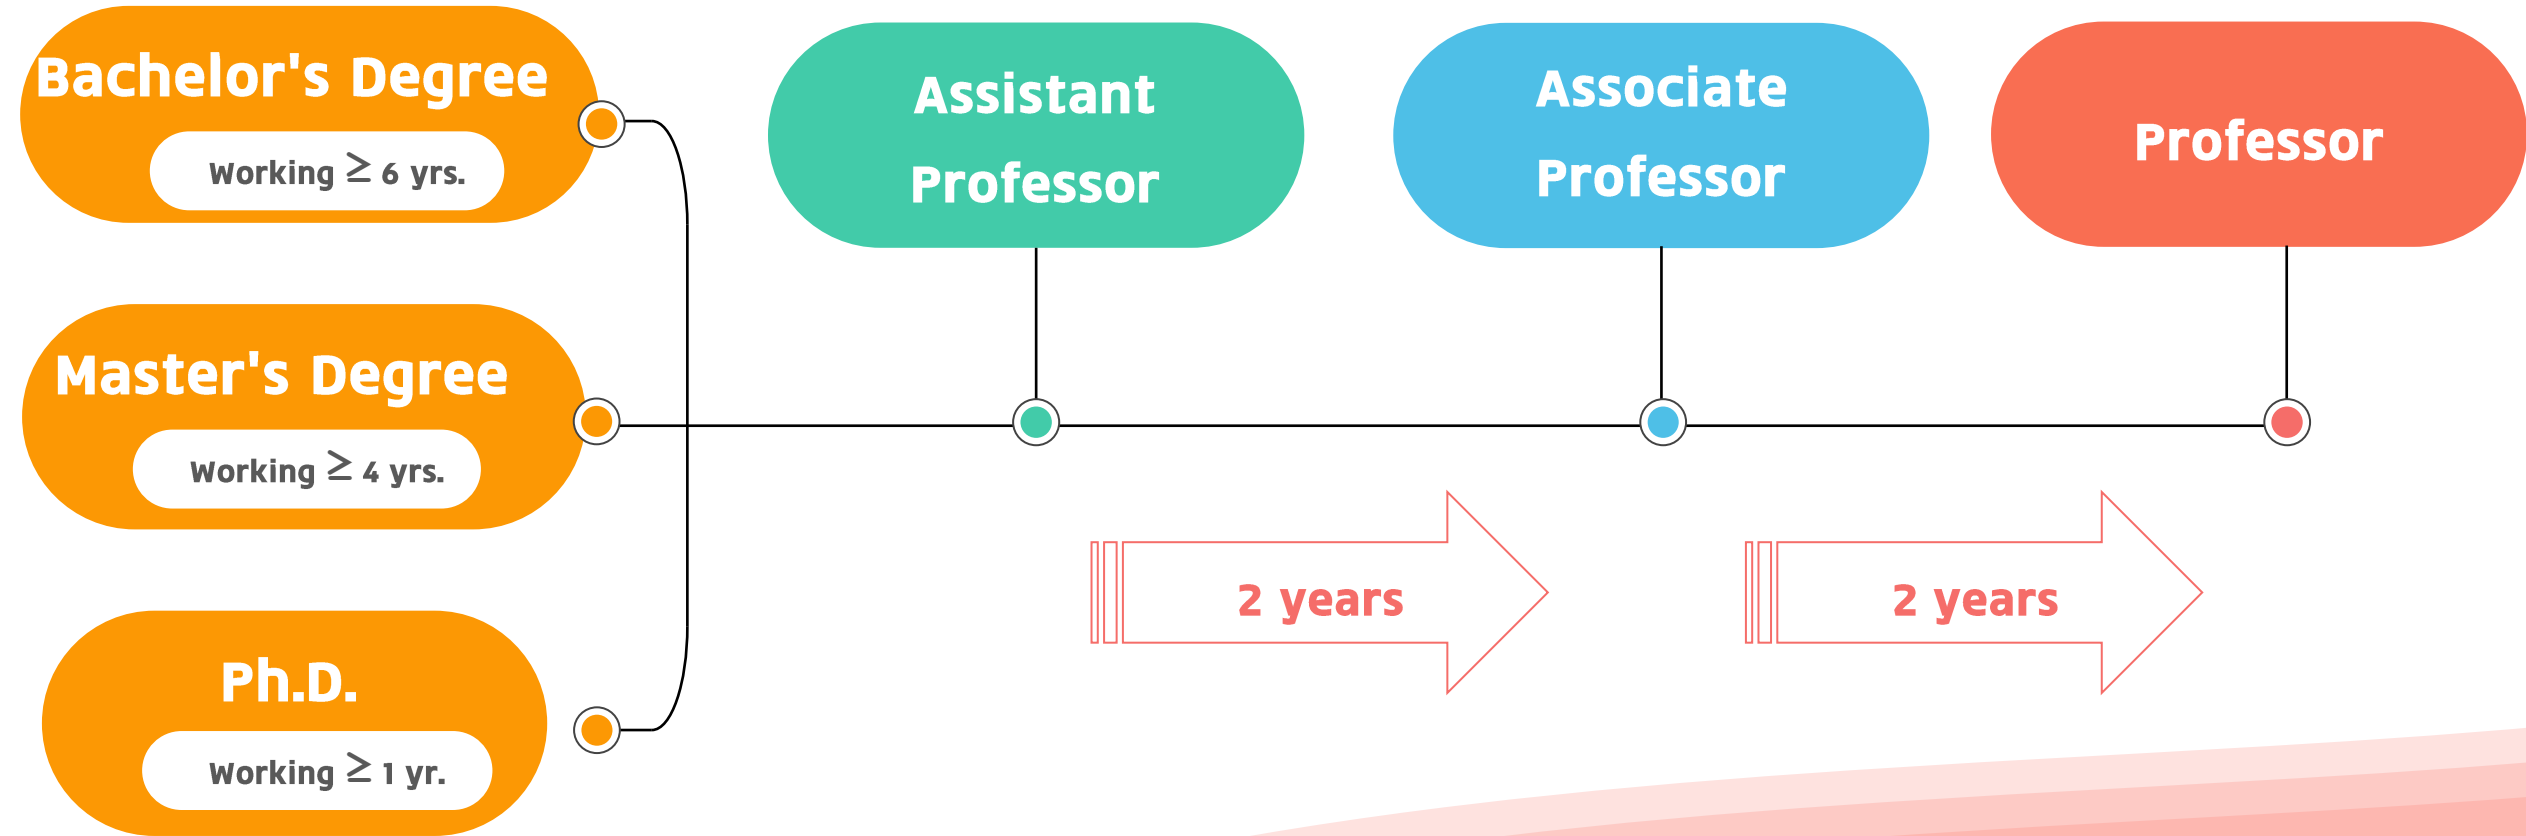 Bachelor's Degree
Working ≥ 6 yrs.
Master's Degree
Working ≥ 4 yrs.
Ph.D.
Working ≥ 1 yr.
Assistant
Professor
Associate
Professor
Professor
2 years
2 years